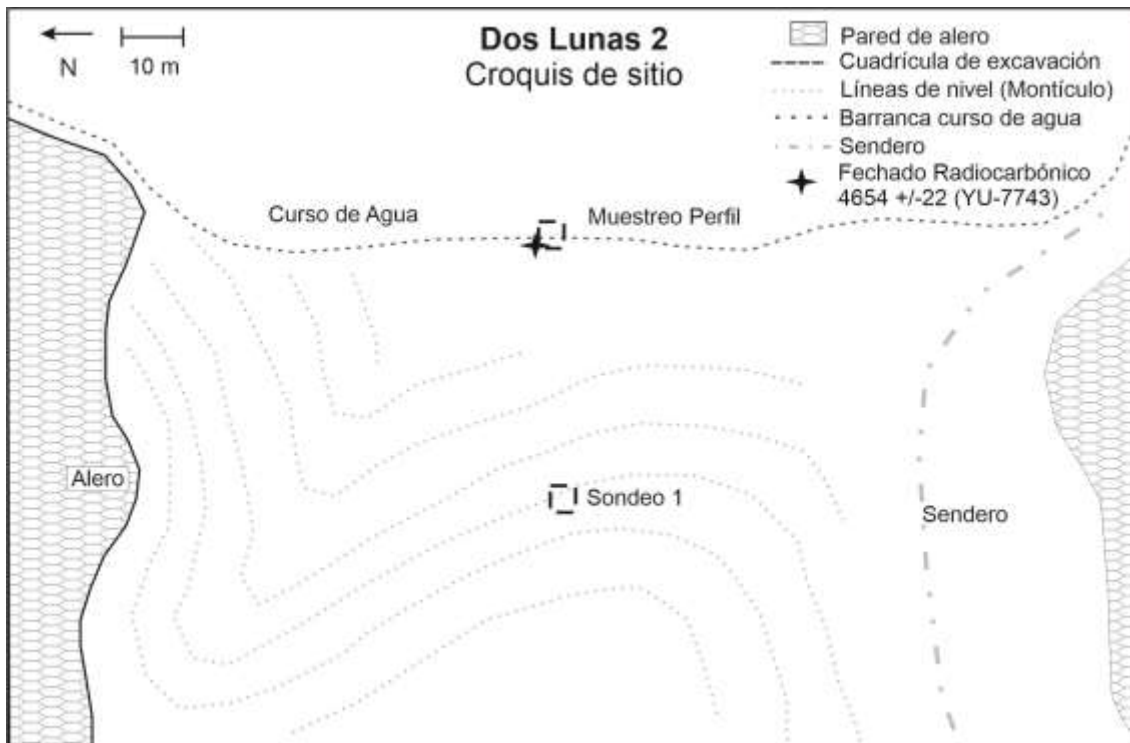 Dos Lunas 2
Croquis de sitio
N
10 m
Pared de alero
Cuadrícula de excavación
Líneas de nivel (Montículo)
Barranca curso de agua
Sendero
Fechado Radiocarbónico
4654 +/-22 (YU-7743)
Curso de Agua
Muestreo Perfil
Alero
Sondeo 1
Sendero